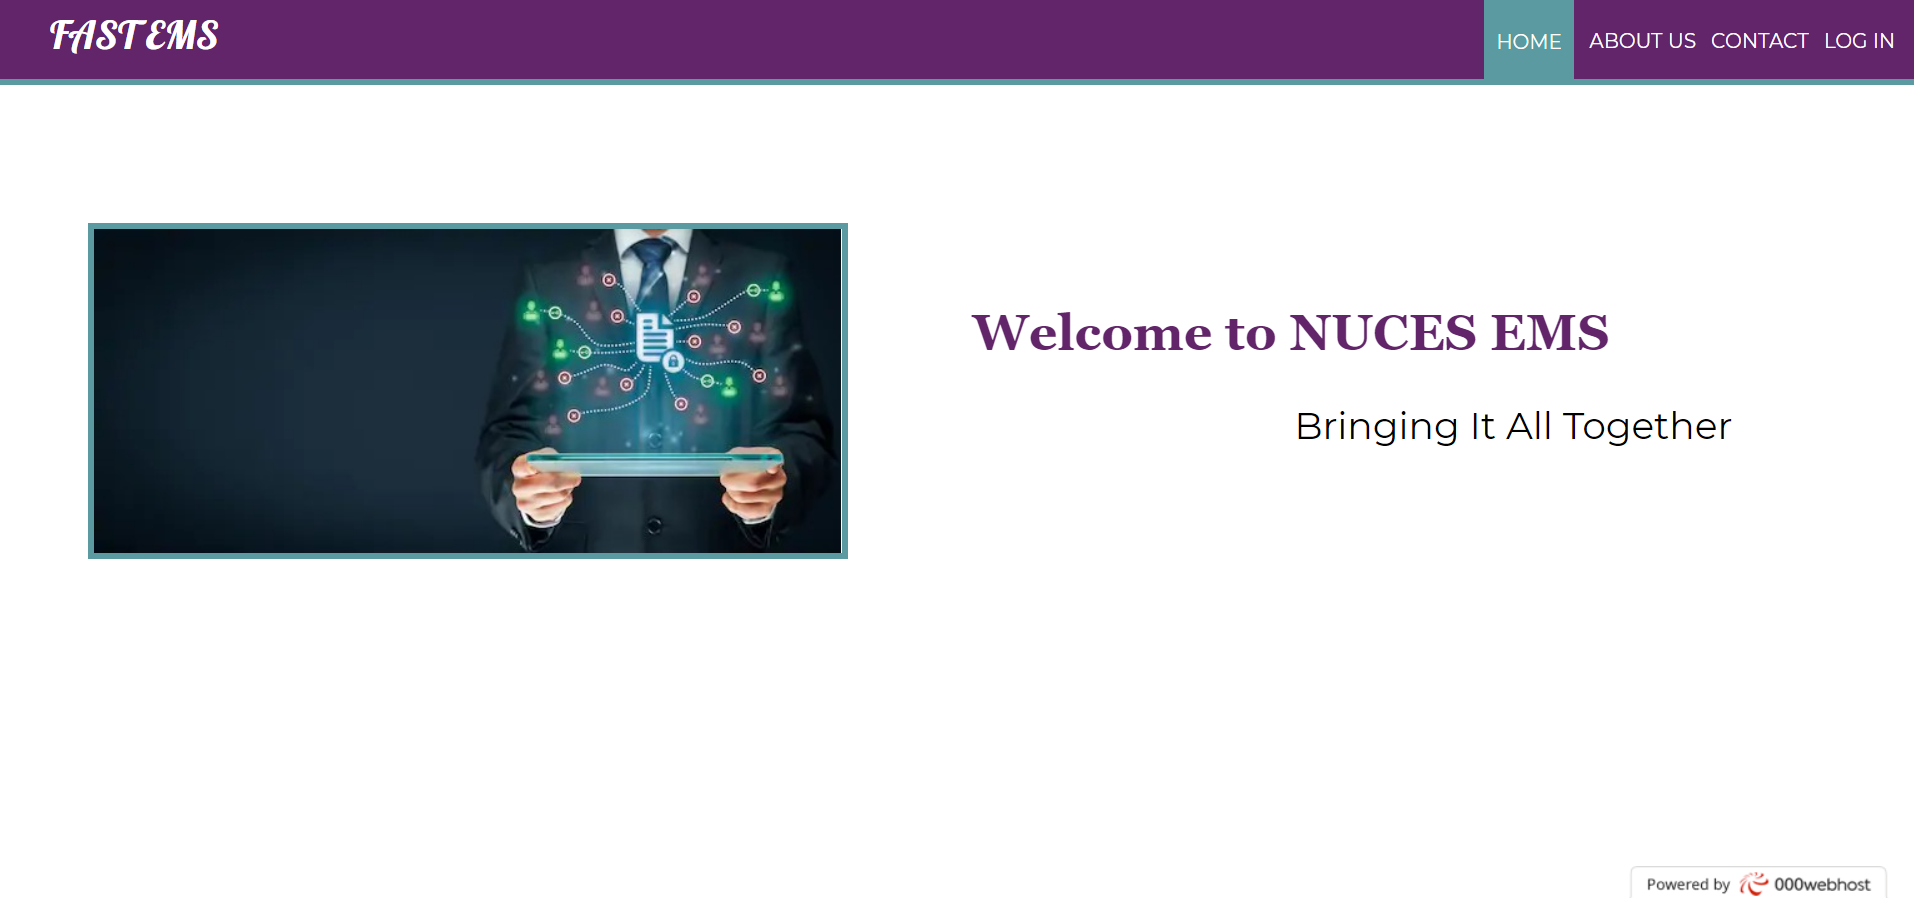 FAST EMS
HOME ABOUT US CONTACT LOG IN
Welcome to NUCES EMS
Bringing It All Together
Powered by 000webhost